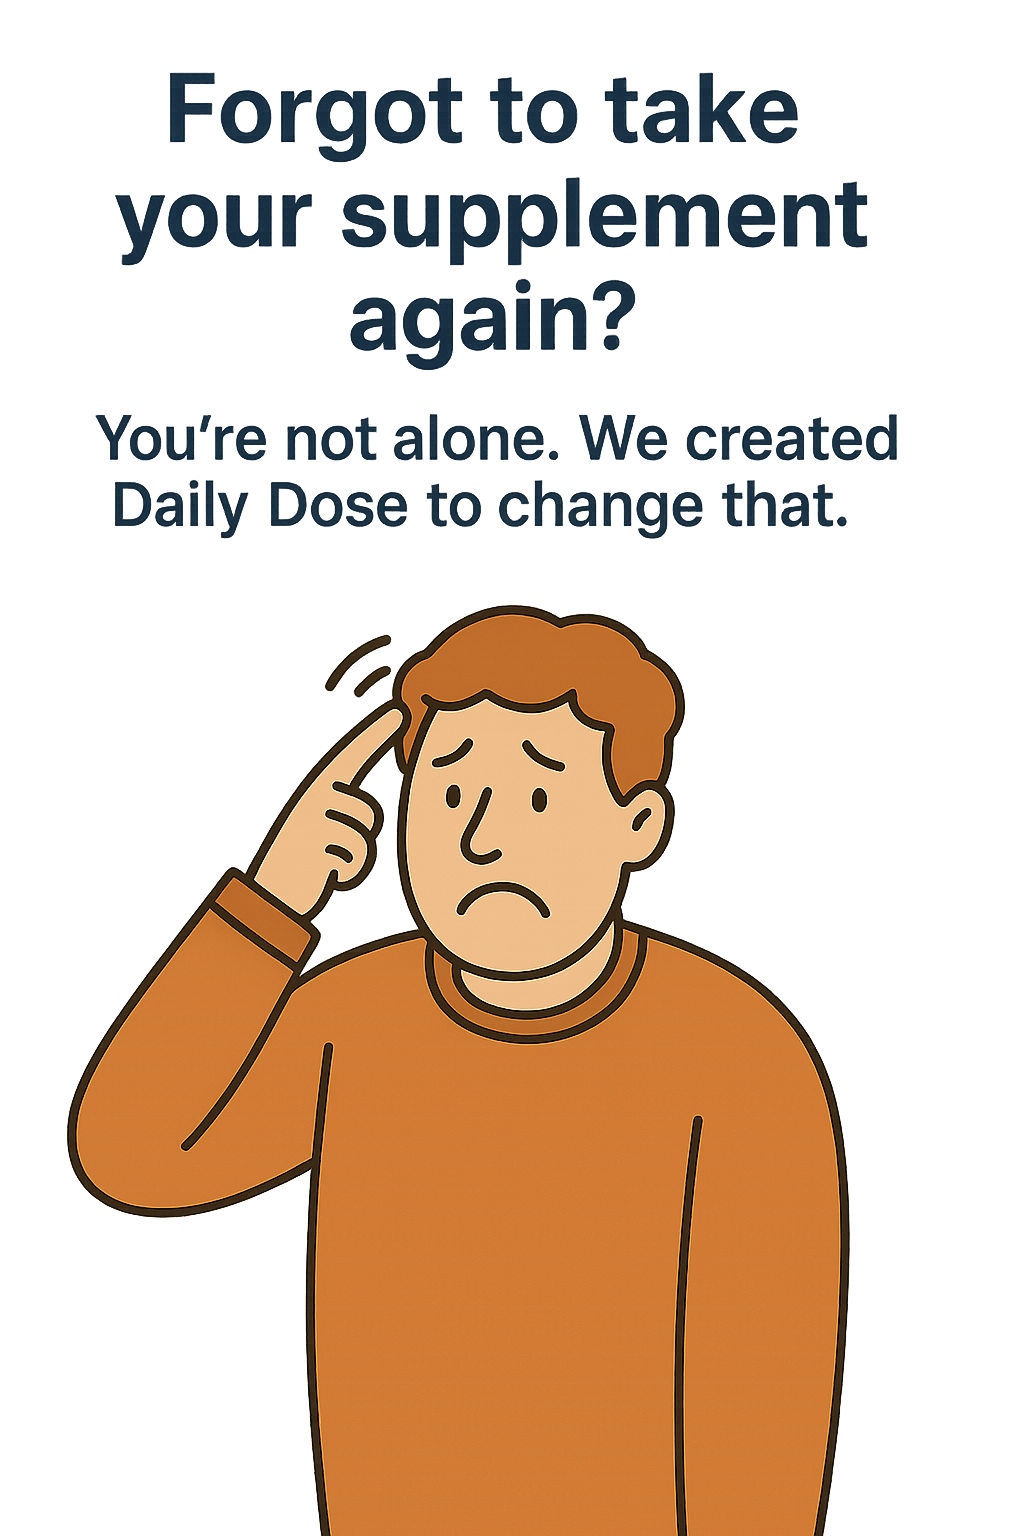 Forgot to take
your supplement
again?
You’re not alone. We created
Daily Dose to change that.